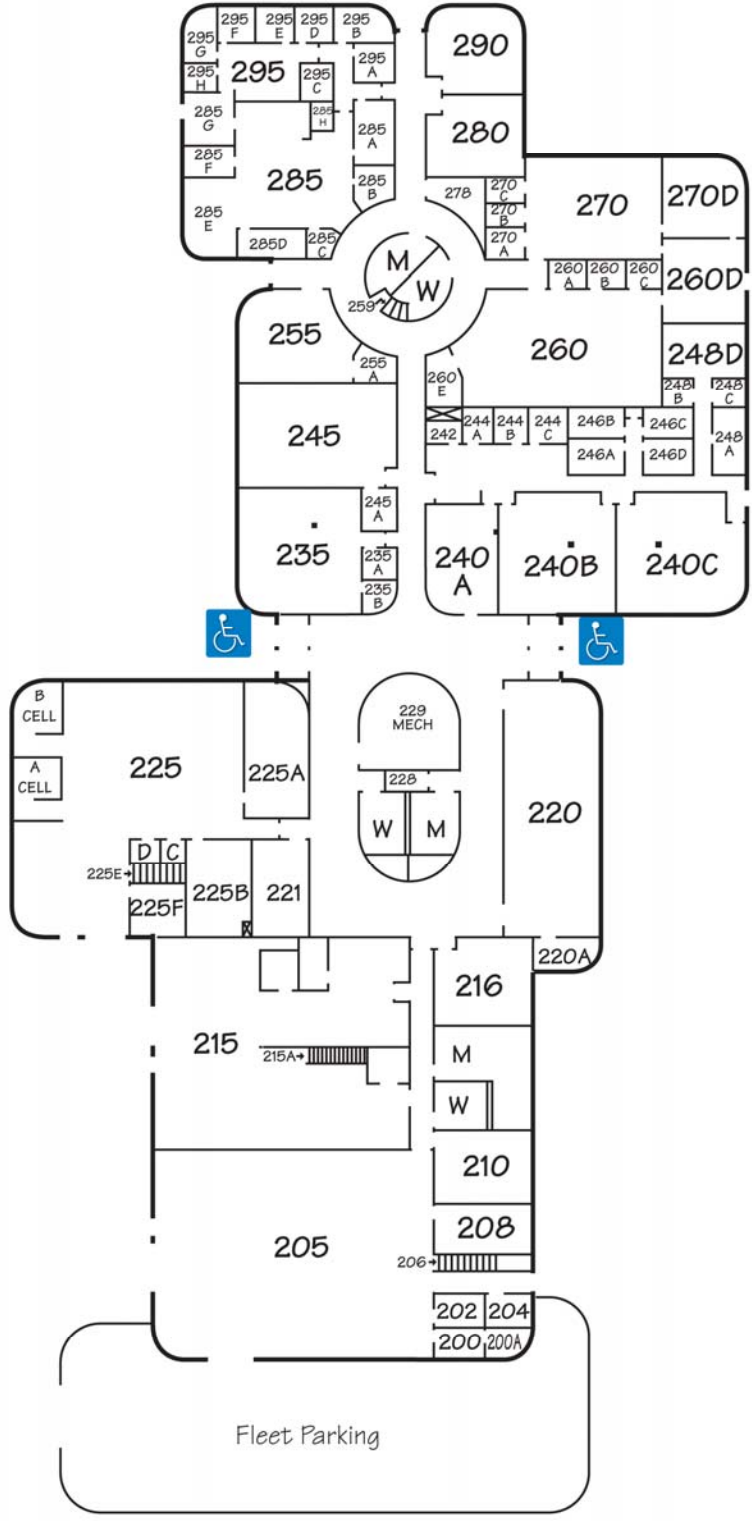 295
F
295
E
295
D
295
B
295
G
295
A
290
295
H
295
295
C
285
G
285
H
285
A
280
285
F
285
285
B
278
270
C
270
270D
285
E
270
B
285D
285
C
270
A
M
W
260
A
260
B
260
C
260D
259
255
260
248D
255
A
260
E
248
B
248
C
245
242
244
A
244
B
244
C
246B
246C
248
A
246A
246D
245
A
235
235
A
235
B
240
A
240B
240C
B
CELL
229
MECH
A
CELL
225
225A
228
220
W
M
D
C
225E
225B
221
225F
220A
216
215
215A
M
W
210
208
205
206
202
204
200
200A
Fleet Parking